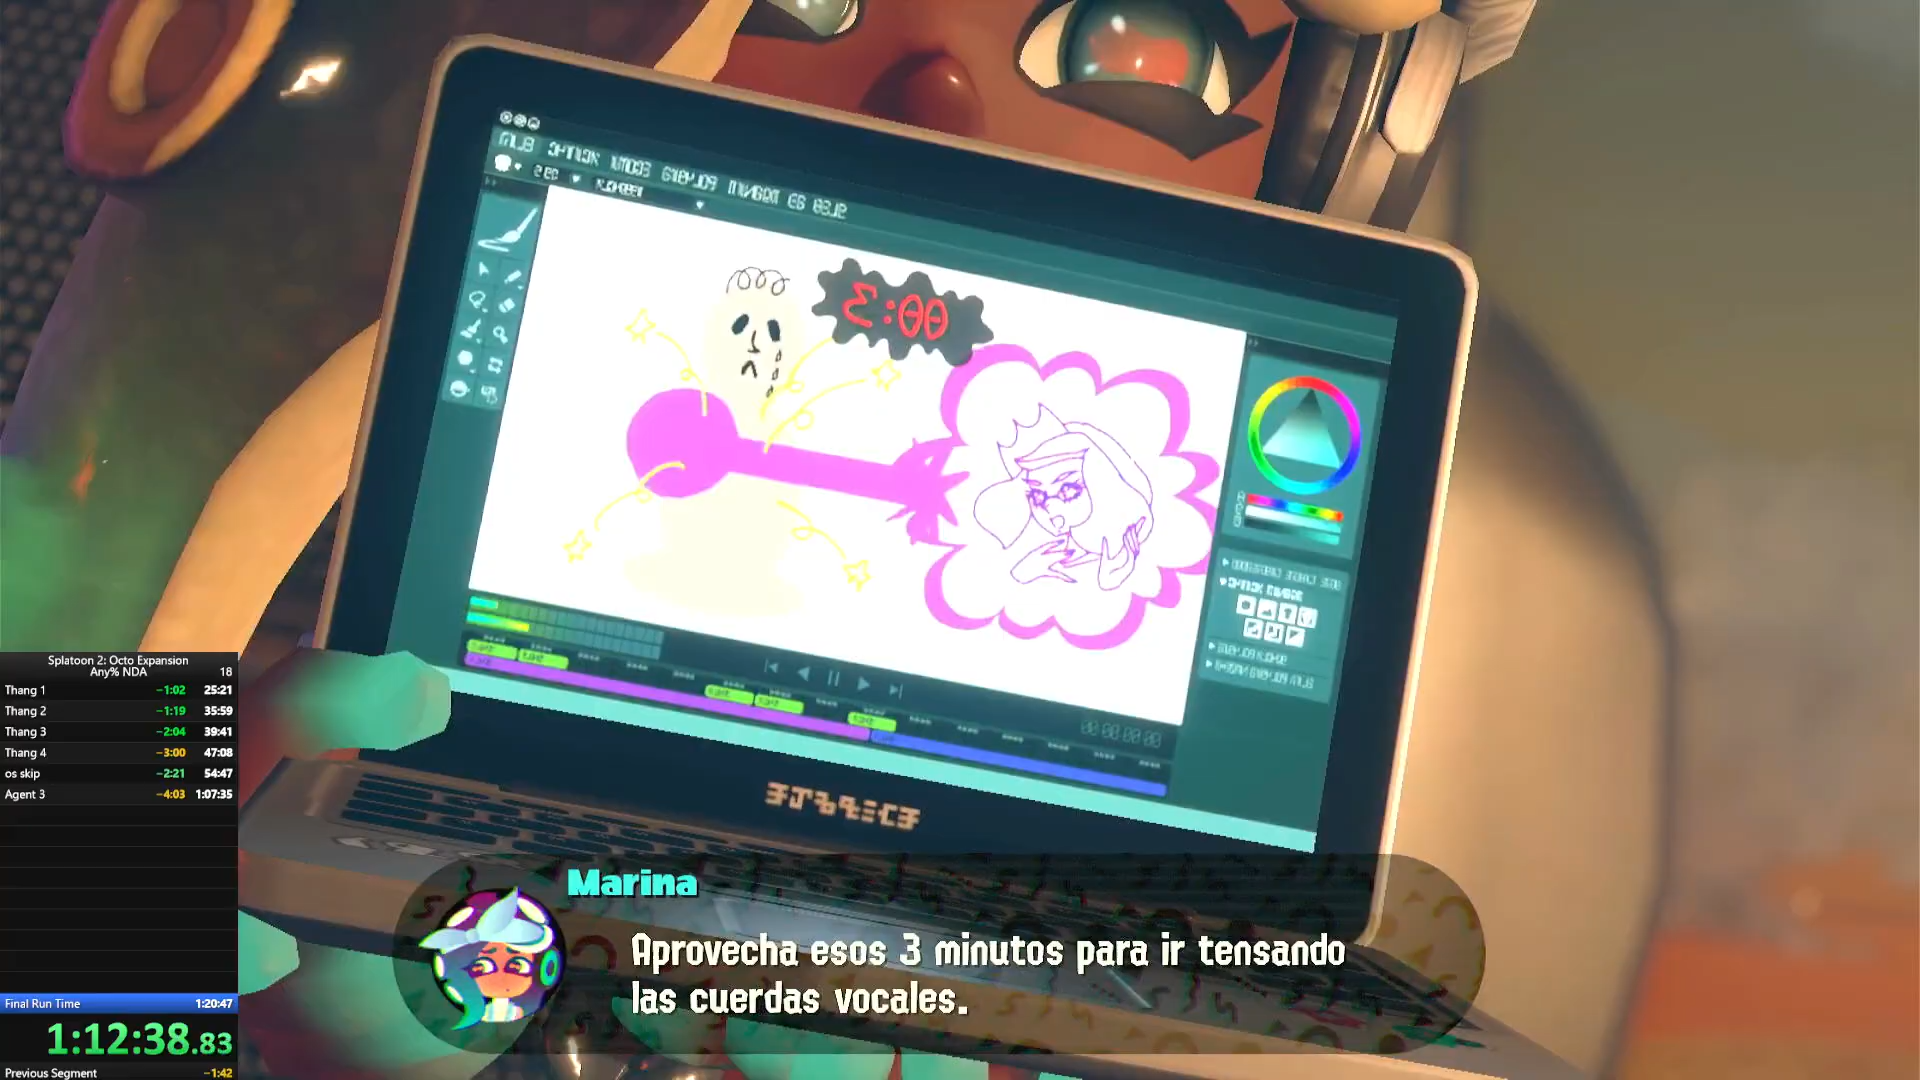 3:00
Splatoon 2: Octo Expansion
Any% NDA 18
Thang 1 −1:02 25:21
Thang 2 −1:19 35:59
Thang 3 −2:04 39:41
Thang 4 −3:00 47:08
os skip −2:21 54:47
Agent 3 −4:03 1:07:35
Final Run Time 1:20:47
1:12:38.83
Previous Segment −1:42
Marina
Aprovecha esos 3 minutos para ir tensando
las cuerdas vocales.